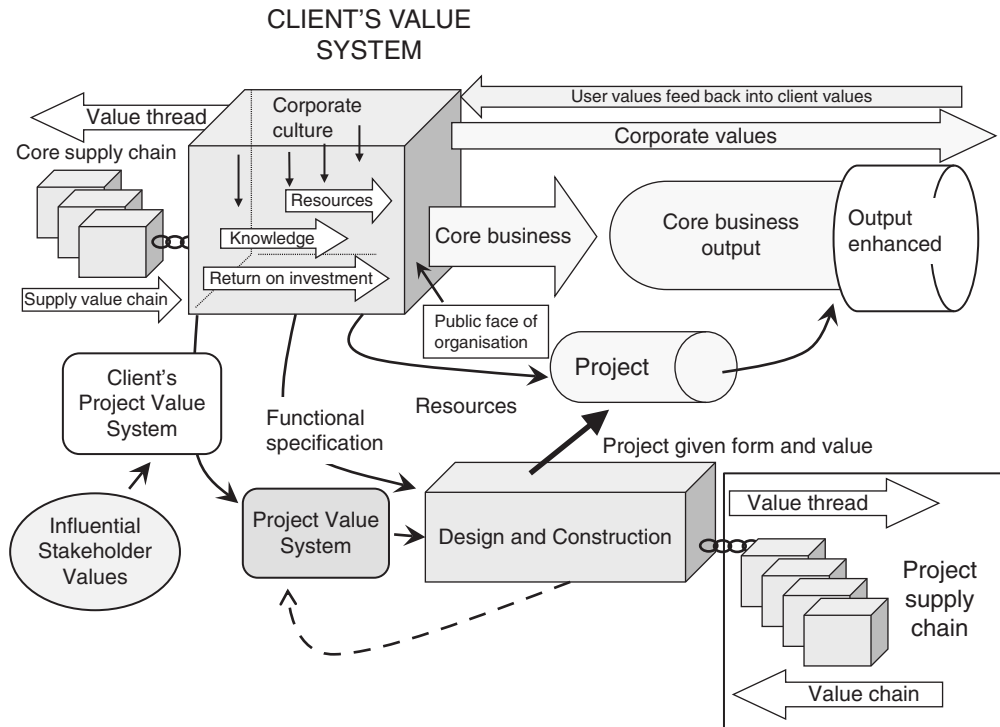 CLIENT'S VALUE
SYSTEM
User values feed back into client values
Value thread
Corporate
culture
Corporate values
Core supply chain
Resources
Core business
Core business
output
Output
enhanced
Knowledge
Return on investment
Supply value chain
Public face of
organisation
Project
Client's
Project Value
System
Resources
Functional
specification
Project given form and value
Value thread
Influential
Stakeholder
Values
Project Value
System
Design and Construction
Project
supply
chain
Value chain